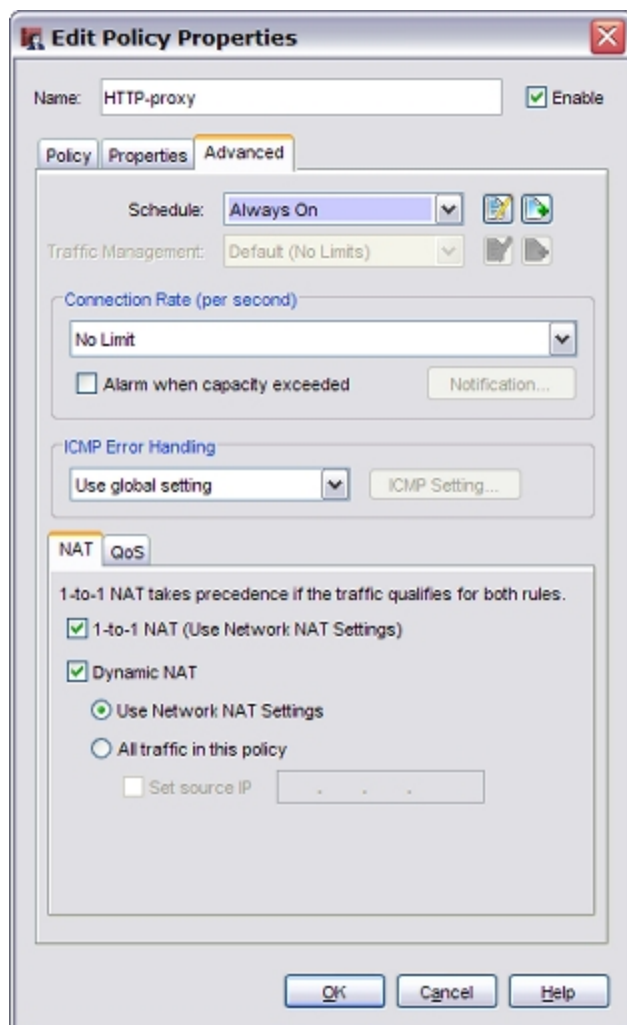 Edit Policy Properties
Name: HTTP-proxy Enable
Policy Properties Advanced
Schedule: Always On
Traffic Management: Default (No Limits)
Connection Rate (per second)
No Limit
Alarm when capacity exceeded Notification...
ICMP Error Handling
Use global setting ICMP Setting...
NAT QoS
1-to-1 NAT takes precedence if the traffic qualifies for both rules.
1-to-1 NAT (Use Network NAT Settings)
Dynamic NAT
Use Network NAT Settings
All traffic in this policy
Set source IP . . .
OK Cancel Help